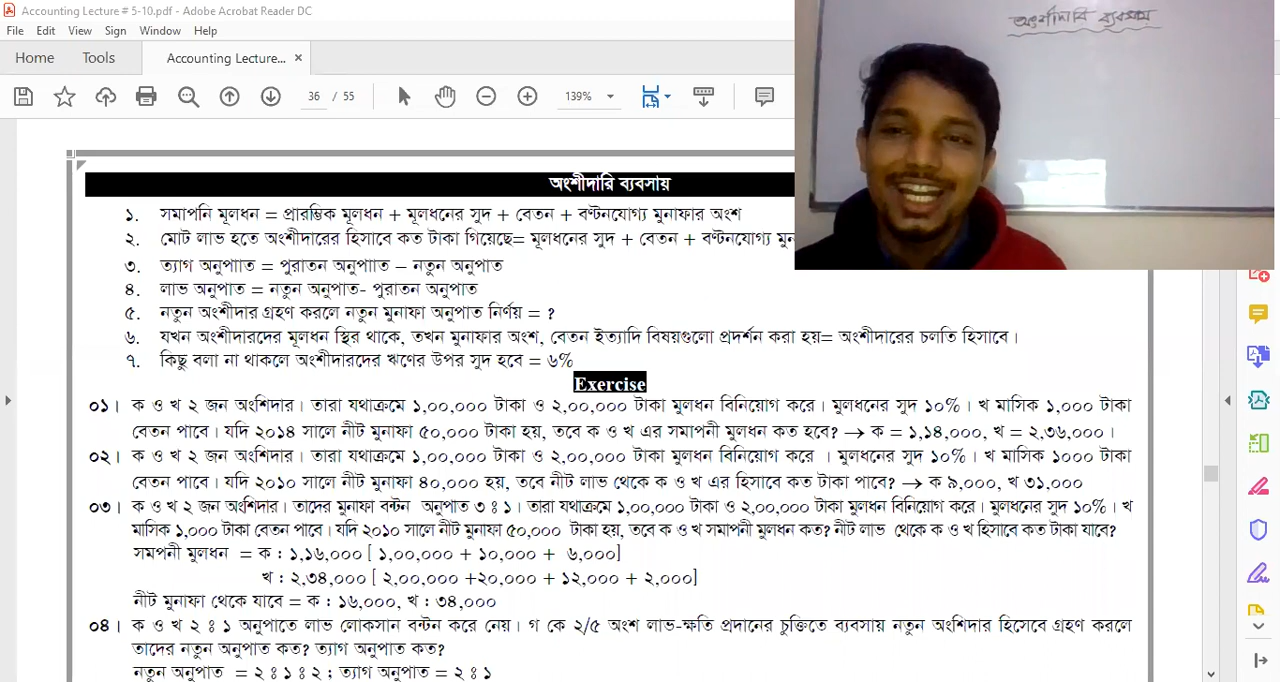 Accounting Lecture # 5-10.pdf - Adobe Acrobat Reader DC
File Edit View Sign Window Help
Home Tools Accounting Lecture... ×
36 / 55 139%
অংশীদারি ব্যবসায়
অংশীদারি ব্যবসায়
১. সমাপনি মূলধন = প্রারম্ভিক মূলধন + মূলধনের সুদ + বেতন + বণ্টনযোগ্য মুনাফার অংশ
২. মোট লাভ হতে অংশীদারের হিসাবে কত টাকা গিয়েছে= মূলধনের সুদ + বেতন + বণ্টনযোগ্য
৩. ত্যাগ অনুপাাত = পুরাতন অনুপাাত – নতুন অনুপাত
৪. লাভ অনুপাত = নতুন অনুপাত- পুরাতন অনুপাত
৫. নতুন অংশীদার গ্রহণ করলে নতুন মুনাফা অনুপাত নির্ণয় = ?
৬. যখন অংশীদারদের মূলধন স্থির থাকে, তখন মুনাফার অংশ, বেতন ইত্যাদি বিষয়গুলো প্রদর্শন করা হয়= অংশীদারের চলতি হিসাবে।
৭. কিছু বলা না থাকলে অংশীদারদের ঋণের উপর সুদ হবে = ৬%
Exercise
০১। ক ও খ ২ জন অংশিদার। তারা যথাক্রমে ১,০০,০০০ টাকা ও ২,০০,০০০ টাকা মুলধন বিনিয়োগ করে। মুলধনের সুদ ১০%। খ মাসিক ১,০০০ টাকা
বেতন পাবে। যদি ২০১৪ সালে নীট মুনাফা ৫০,০০০ টাকা হয়, তবে ক ও খ এর সমাপনী মুলধন কত হবে? → ক = ১,১৪,০০০, খ = ২,৩৬,০০০।
০২। ক ও খ ২ জন অংশিদার। তারা যথাক্রমে ১,০০,০০০ টাকা ও ২,০০,০০০ টাকা মুলধন বিনিয়োগ করে । মুলধনের সুদ ১০%। খ মাসিক ১০০০ টাকা
বেতন পাবে। যদি ২০১০ সালে নীট মুনাফা ৪০,০০০ হয়, তবে নীট লাভ থেকে ক ও খ এর হিসাবে কত টাকা পাবে? → ক ৯,০০০, খ ৩১,০০০
০৩। ক ও খ ২ জন অংশিদার। তাদের মুনাফা বন্টন অনুপাত ৩ ঃ ১। তারা যথাক্রমে ১,০০,০০০ টাকা ও ২,০০,০০০ টাকা মুলধন বিনিয়োগ করে। মুলধনের সুদ ১০%। খ
মাসিক ১,০০০ টাকা বেতন পাবে। যদি ২০১০ সালে নীট মুনাফা ৫০,০০০ টাকা হয়, তবে ক ও খ সমাপনী মুলধন কত? নীট লাভ থেকে ক ও খ হিসাবে কত টাকা যাবে?
সমপনী মুলধন = ক : ১,১৬,০০০ [ ১,০০,০০০ + ১০,০০০ + ৬,০০০]
খ : ২,৩৪,০০০ [ ২,০০,০০০ +২০,০০০ + ১২,০০০ + ২,০০০]
নীট মুনাফা থেকে যাবে = ক : ১৬,০০০, খ : ৩৪,০০০
০৪। ক ও খ ২ ঃ ১ অনুপাতে লাভ লোকসান বন্টন করে নেয়। গ কে ২/৫ অংশ লাভ-ক্ষতি প্রদানের চুক্তিতে ব্যবসায় নতুন অংশিদার হিসেবে গ্রহণ করলে
তাদের নতুন অনুপাত কত? ত্যাগ অনুপাত কত?
নতুন অনুপাত = ২ ঃ ১ ঃ ২ ; ত্যাগ অনুপাত = ২ ঃ ১